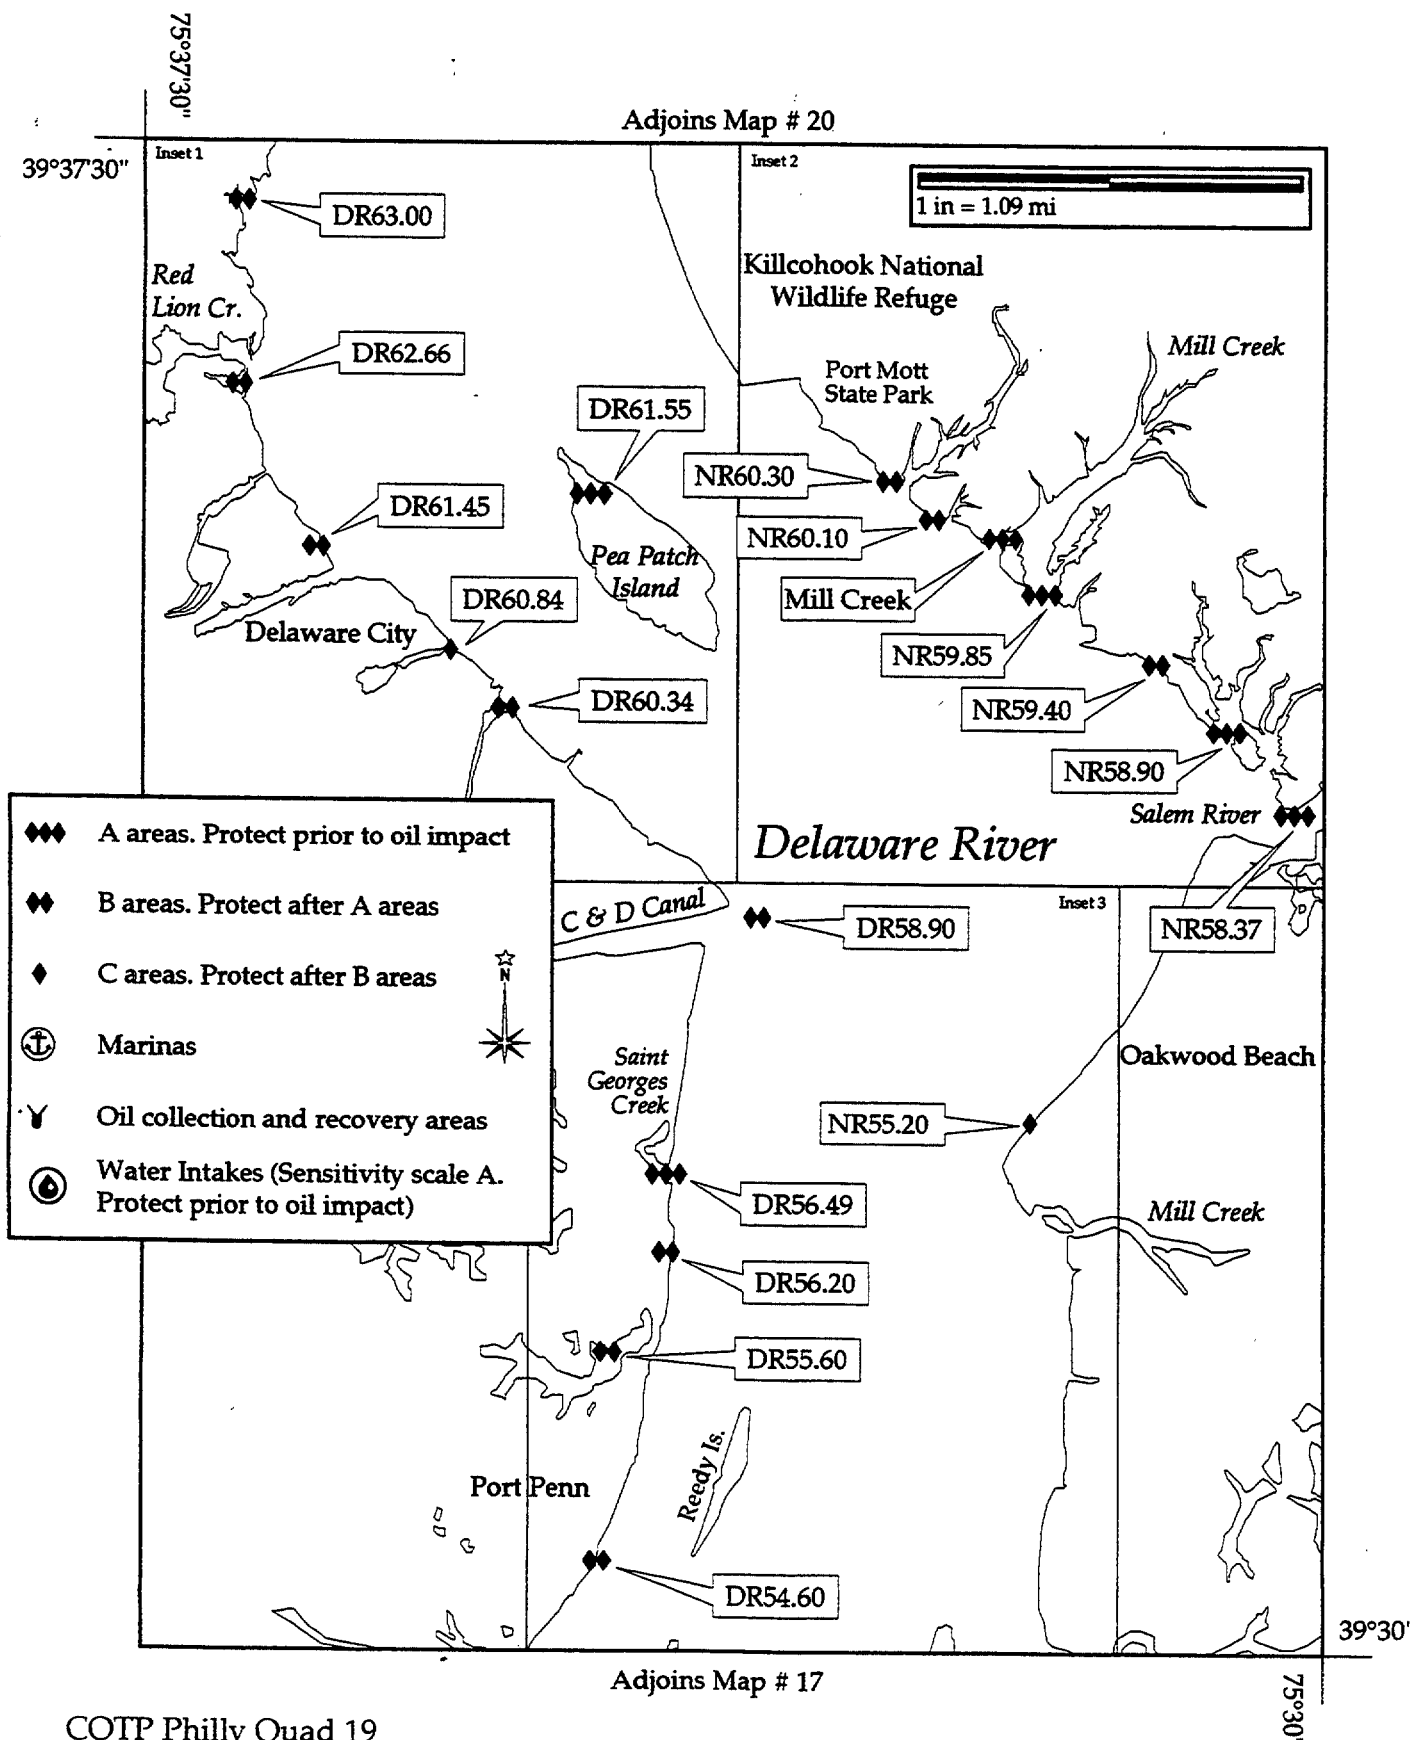 75°37'30"
Adjoins Map # 20
39°37'30"
Inset 1
Inset 2
1 in = 1.09 mi
DR63.00
Killcohook National
Wildlife Refuge
Red
Lion Cr.
DR62.66
Mill Creek
Port Mott
State Park
DR61.55
NR60.30
DR61.45
NR60.10
Pea Patch
Island
DR60.84
Mill Creek
Delaware City
NR59.85
DR60.34
NR59.40
NR58.90
Salem River
Delaware River
A areas. Protect prior to oil impact
B areas. Protect after A areas
C areas. Protect after B areas
N
Marinas
Oil collection and recovery areas
Water Intakes (Sensitivity scale A.
Protect prior to oil impact)
C & D Canal
Inset 3
DR58.90
NR58.37
Saint
Georges
Creek
Oakwood Beach
NR55.20
DR56.49
Mill Creek
DR56.20
DR55.60
Reedy Is.
Port Penn
DR54.60
39°30'
Adjoins Map # 17
75°30'
COTP Philly Quad 19